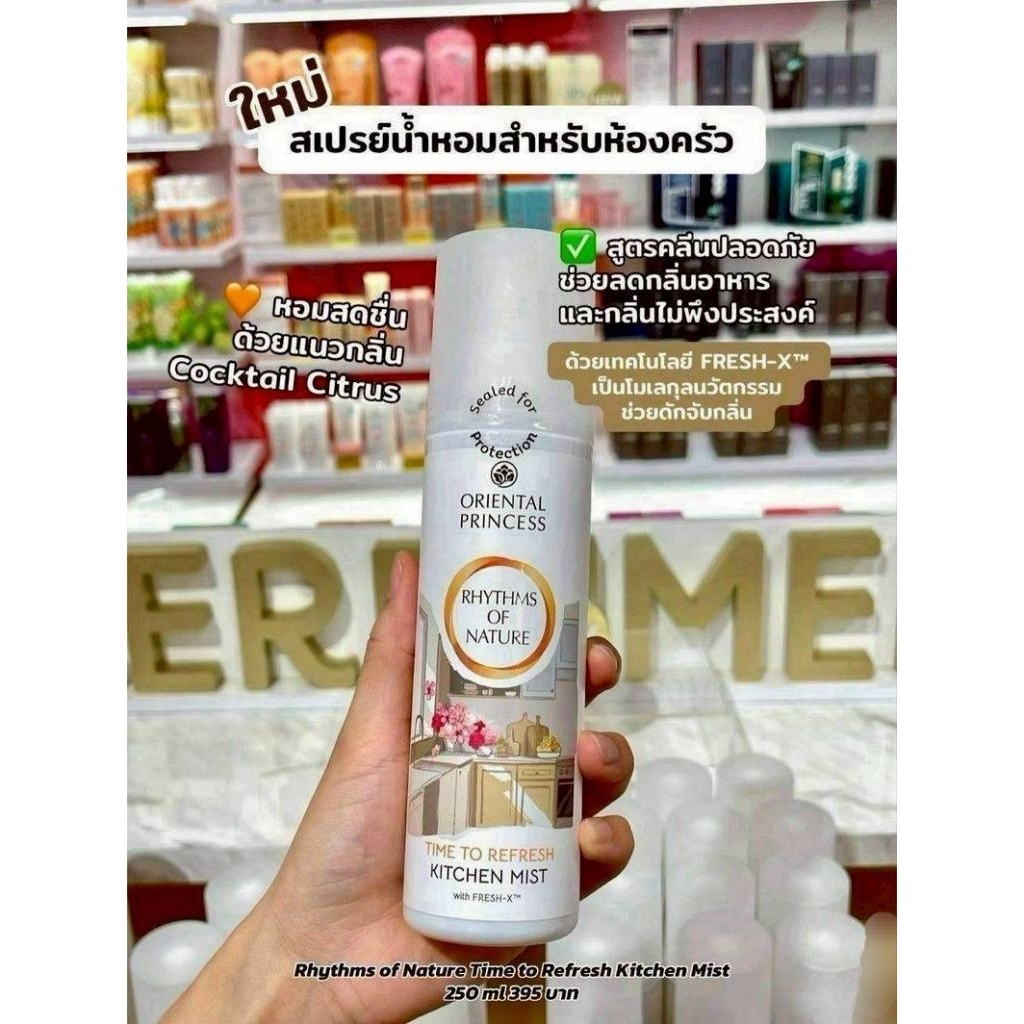 ใหม่
สเปรย์น้ำหอมสำหรับห้องครัว
✅ สูตรคลีนปลอดภัย
ช่วยลดกลิ่นอาหาร
และกลิ่นไม่พึงประสงค์
🧡 หอมสดชื่น
ด้วยแนวกลิ่น
Cocktail Citrus
ด้วยเทคโนโลยี FRESH-X™
เป็นโมเลกุลนวัตกรรม
ช่วยดักจับกลิ่น
Sealed for
Protection
ORIENTAL
PRINCESS
RHYTHMS
OF
NATURE
ERFUME
TIME TO REFRESH
KITCHEN MIST
with FRESH-X™
Rhythms of Nature Time to Refresh Kitchen Mist
250 ml 395 บาท